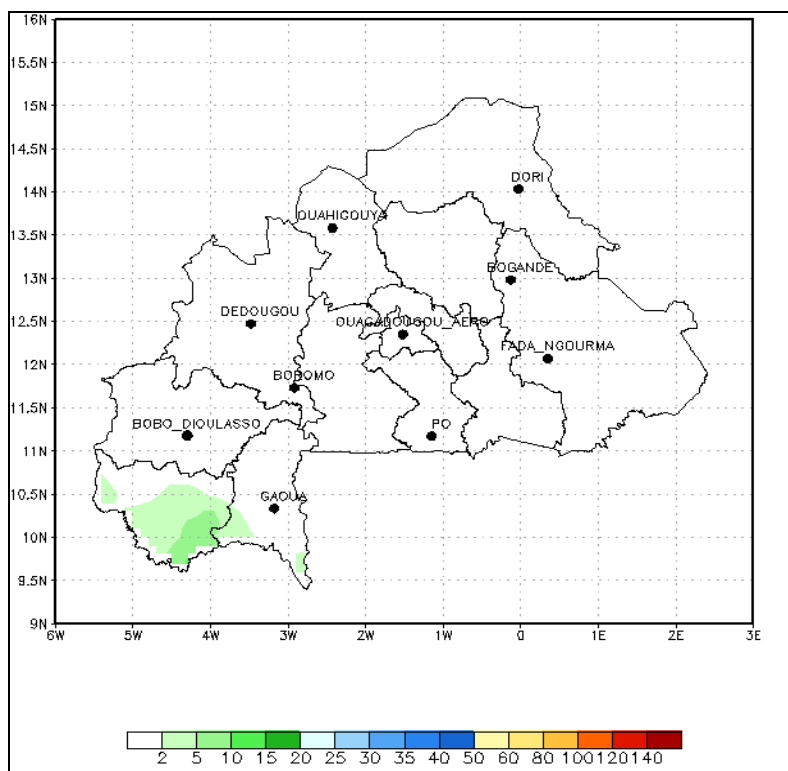 16N
15.5N
15N
14.5N
14N
13.5N
13N
12.5N
12N
11.5N
11N
10.5N
10N
9.5N
9N
DORI
OUAHIGOUYA
BOGANDE
DEDOUGOU
OUAGADOUGOU_AERO
FADA_NGOURMA
BOROMO
BOBO_DIOULASSO
PO
GAOUA
6W 5W 4W 3W 2W 1W 0 1E 2E 3E
2 5 10 15 20 25 30 35 40 50 60 80 100 120 140